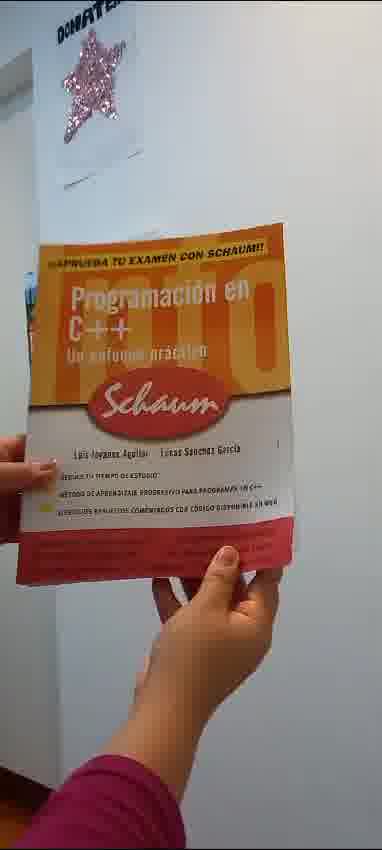 ¡¡APRUEBA TU EXAMEN CON SCHAUM!!
Programación en
C++
Un enfoque práctico
Schaum
Luis Joyanes Aguilar Lucas Sánchez García
REDUCE TU TIEMPO DE ESTUDIO
MÉTODO DE APRENDIZAJE PROGRESIVO PARA PROGRAMAR EN C++
EJERCICIOS RESUELTOS COMENTADOS CON CÓDIGO DISPONIBLE EN WEB